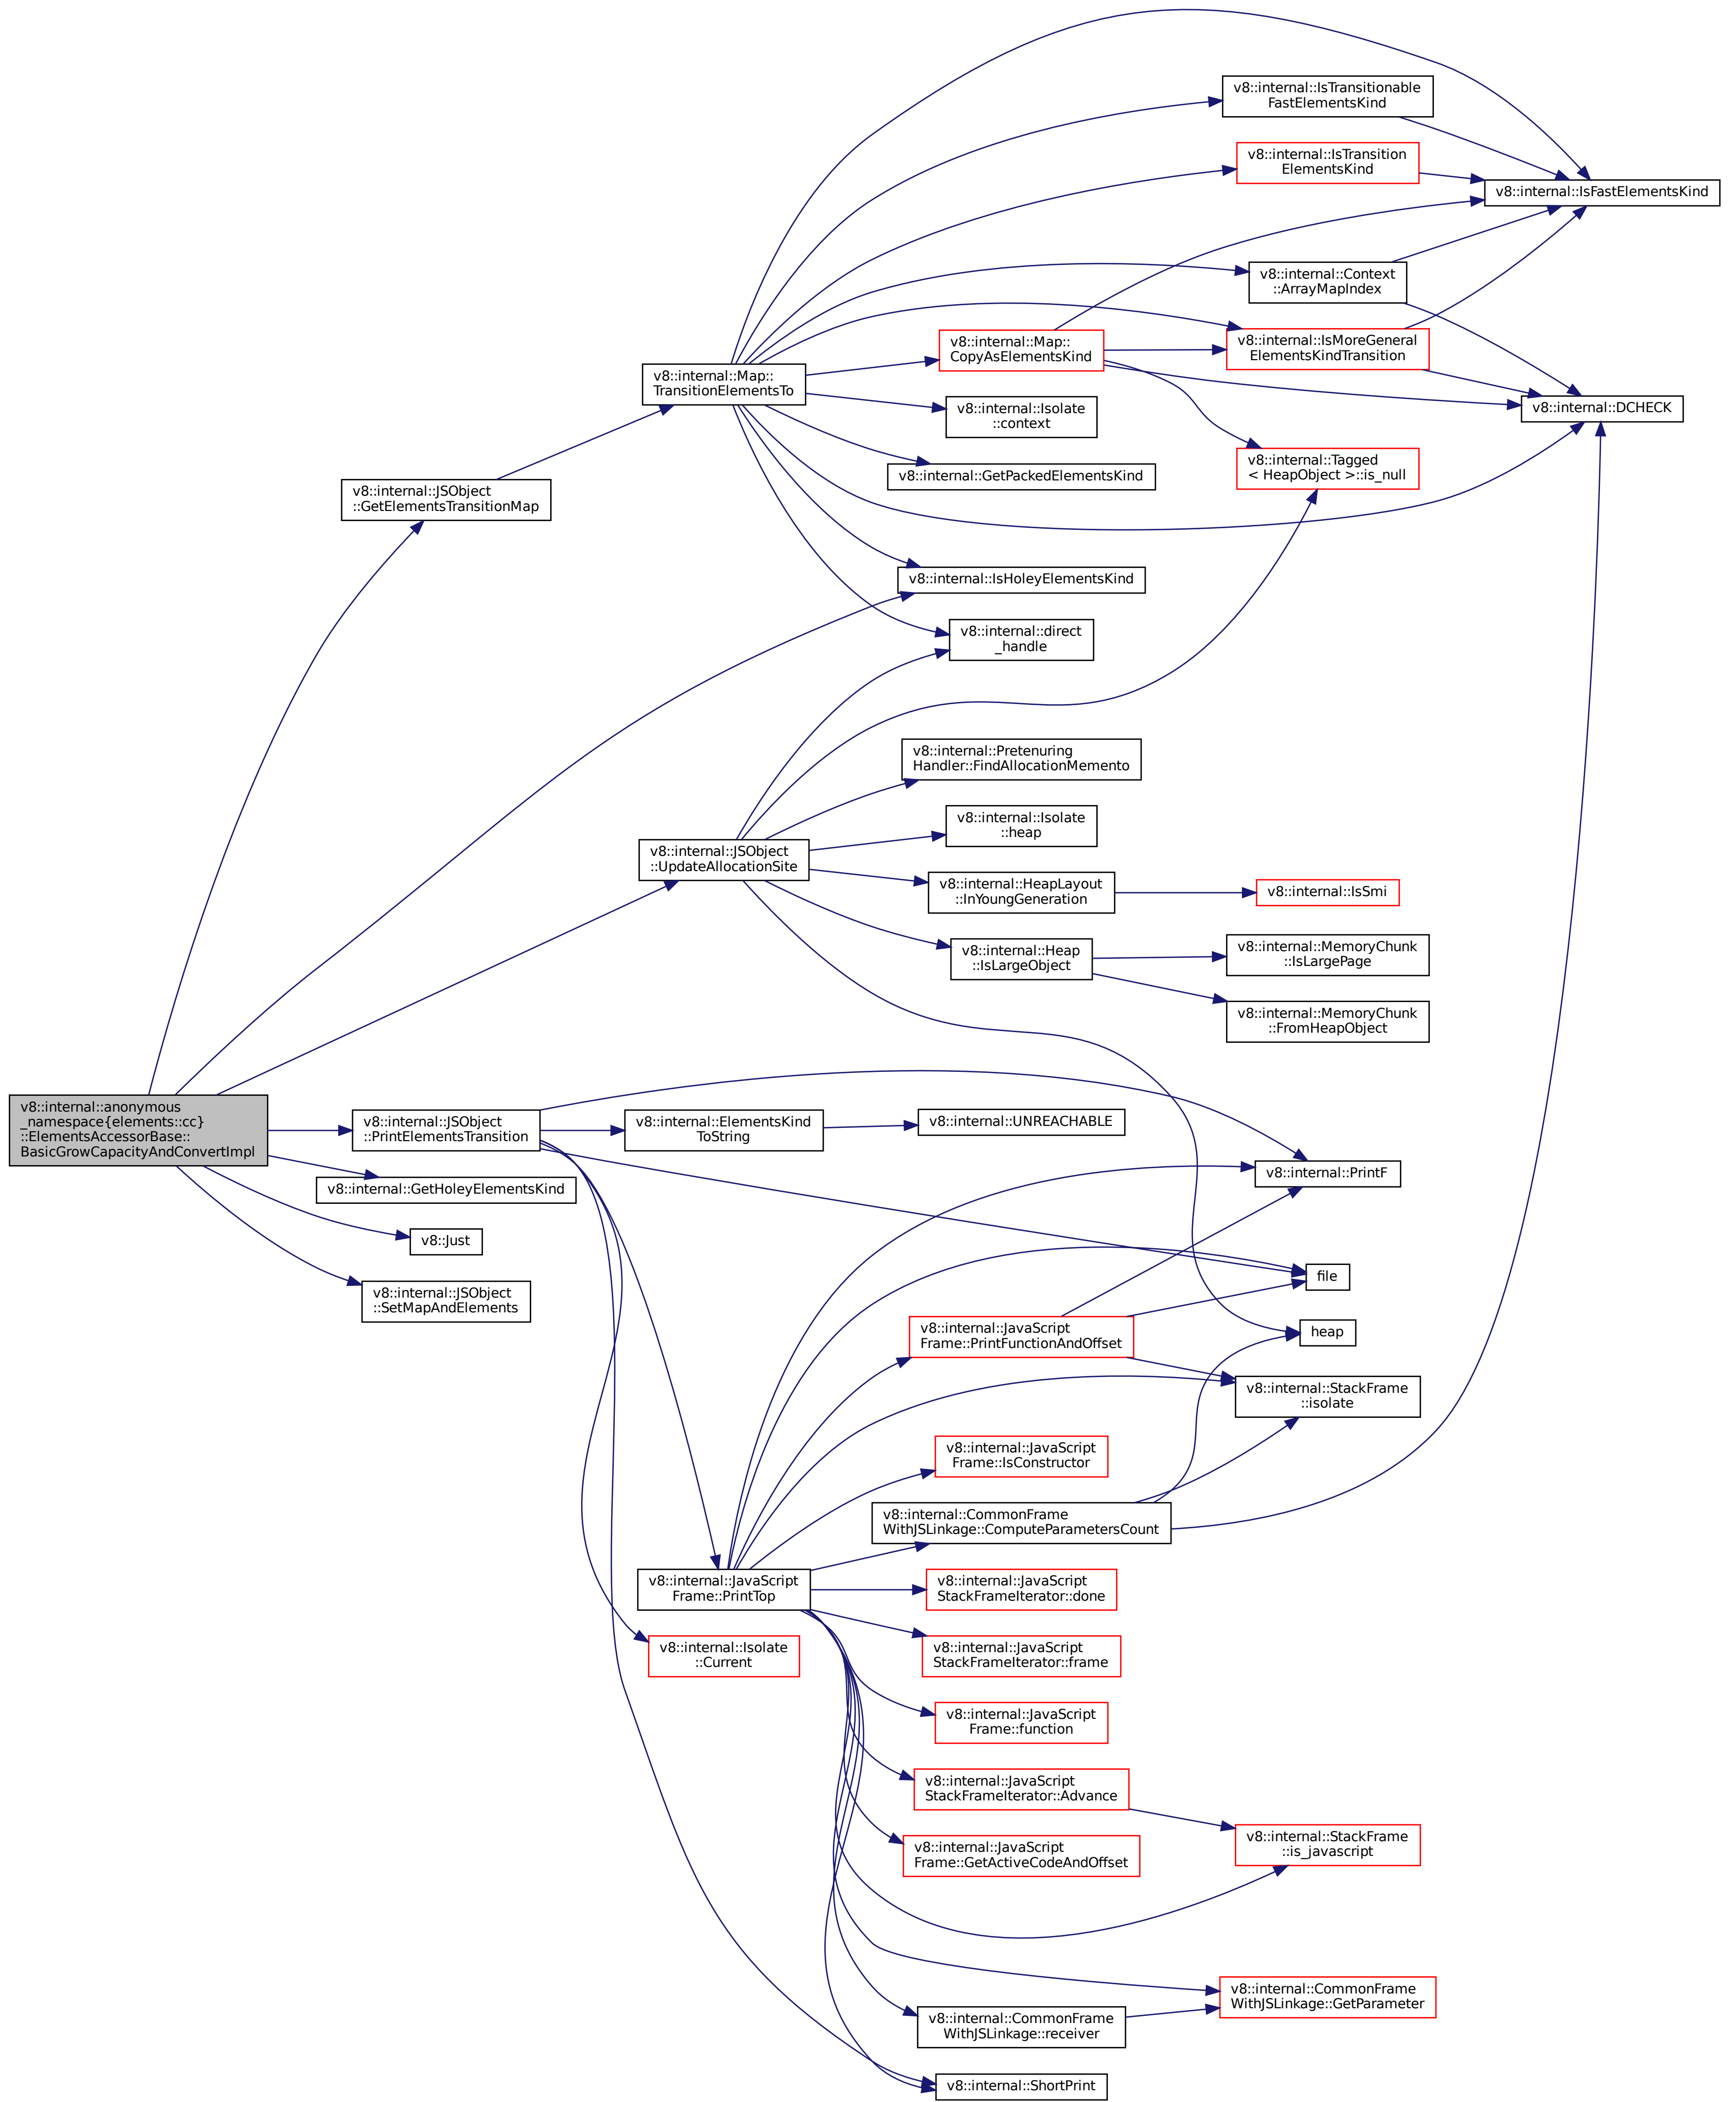 v8::internal::IsTransitionable
FastElementsKind
v8::internal::IsTransition
ElementsKind
v8::internal::IsFastElementsKind
v8::internal::Context
::ArrayMapIndex
v8::internal::Map::
CopyAsElementsKind
v8::internal::IsMoreGeneral
ElementsKindTransition
v8::internal::Map::
TransitionElementsTo
v8::internal::Isolate
::context
v8::internal::DCHECK
v8::internal::GetPackedElementsKind
v8::internal::Tagged
< HeapObject >::is_null
v8::internal::JSObject
::GetElementsTransitionMap
v8::internal::IsHoleyElementsKind
v8::internal::direct
_handle
v8::internal::Pretenuring
Handler::FindAllocationMemento
v8::internal::Isolate
::heap
v8::internal::JSObject
::UpdateAllocationSite
v8::internal::HeapLayout
::InYoungGeneration
v8::internal::IsSmi
v8::internal::Heap
::IsLargeObject
v8::internal::MemoryChunk
::IsLargePage
v8::internal::MemoryChunk
::FromHeapObject
v8::internal::anonymous
_namespace{elements::cc}
::ElementsAccessorBase::
BasicGrowCapacityAndConvertImpl
v8::internal::JSObject
::PrintElementsTransition
v8::internal::ElementsKind
ToString
v8::internal::UNREACHABLE
v8::internal::PrintF
v8::internal::GetHoleyElementsKind
v8::Just
v8::internal::JSObject
::SetMapAndElements
file
v8::internal::JavaScript
Frame::PrintFunctionAndOffset
heap
v8::internal::StackFrame
::isolate
v8::internal::JavaScript
Frame::IsConstructor
v8::internal::CommonFrame
WithJSLinkage::ComputeParametersCount
v8::internal::JavaScript
Frame::PrintTop
v8::internal::JavaScript
StackFrameIterator::done
v8::internal::JavaScript
StackFrameIterator::frame
v8::internal::Isolate
::Current
v8::internal::JavaScript
Frame::function
v8::internal::JavaScript
StackFrameIterator::Advance
v8::internal::StackFrame
::is_javascript
v8::internal::JavaScript
Frame::GetActiveCodeAndOffset
v8::internal::CommonFrame
WithJSLinkage::GetParameter
v8::internal::CommonFrame
WithJSLinkage::receiver
v8::internal::ShortPrint